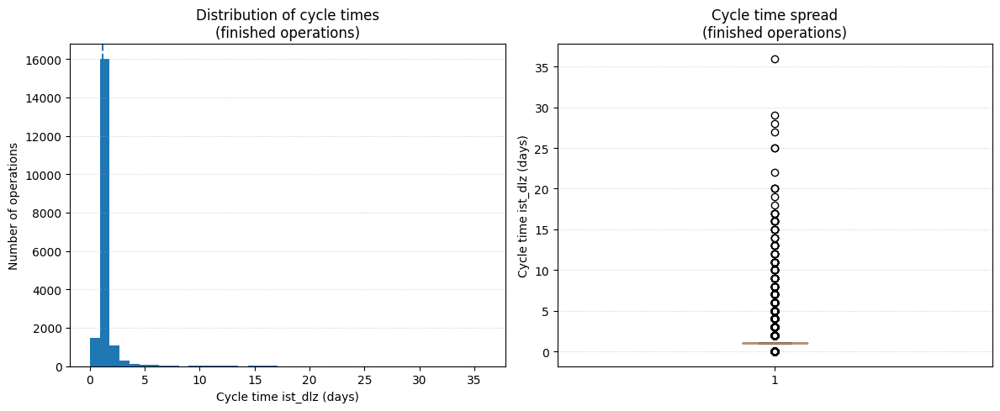 Distribution of cycle times
(finished operations)
Number of operations
16000
14000
12000
10000
8000
6000
4000
2000
0
0 5 10 15 20 25 30 35
Cycle time ist_dlz (days)
Cycle time spread
(finished operations)
Cycle time ist_dlz (days)
35
30
25
20
15
10
5
0
1